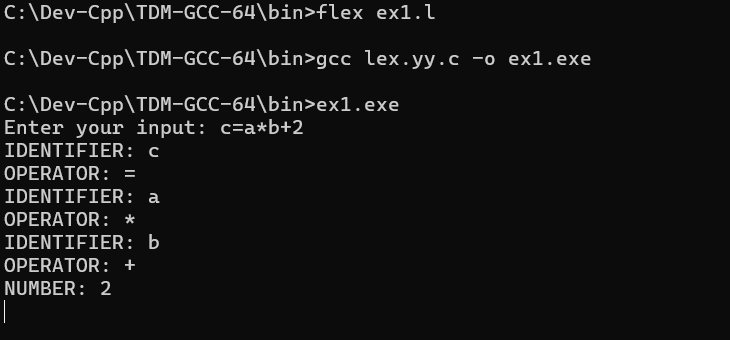 C:\Dev-Cpp\TDM-GCC-64\bin>flex ex1.l
C:\Dev-Cpp\TDM-GCC-64\bin>gcc lex.yy.c -o ex1.exe
C:\Dev-Cpp\TDM-GCC-64\bin>ex1.exe
Enter your input: c=a*b+2
IDENTIFIER: c
OPERATOR: =
IDENTIFIER: a
OPERATOR: *
IDENTIFIER: b
OPERATOR: +
NUMBER: 2